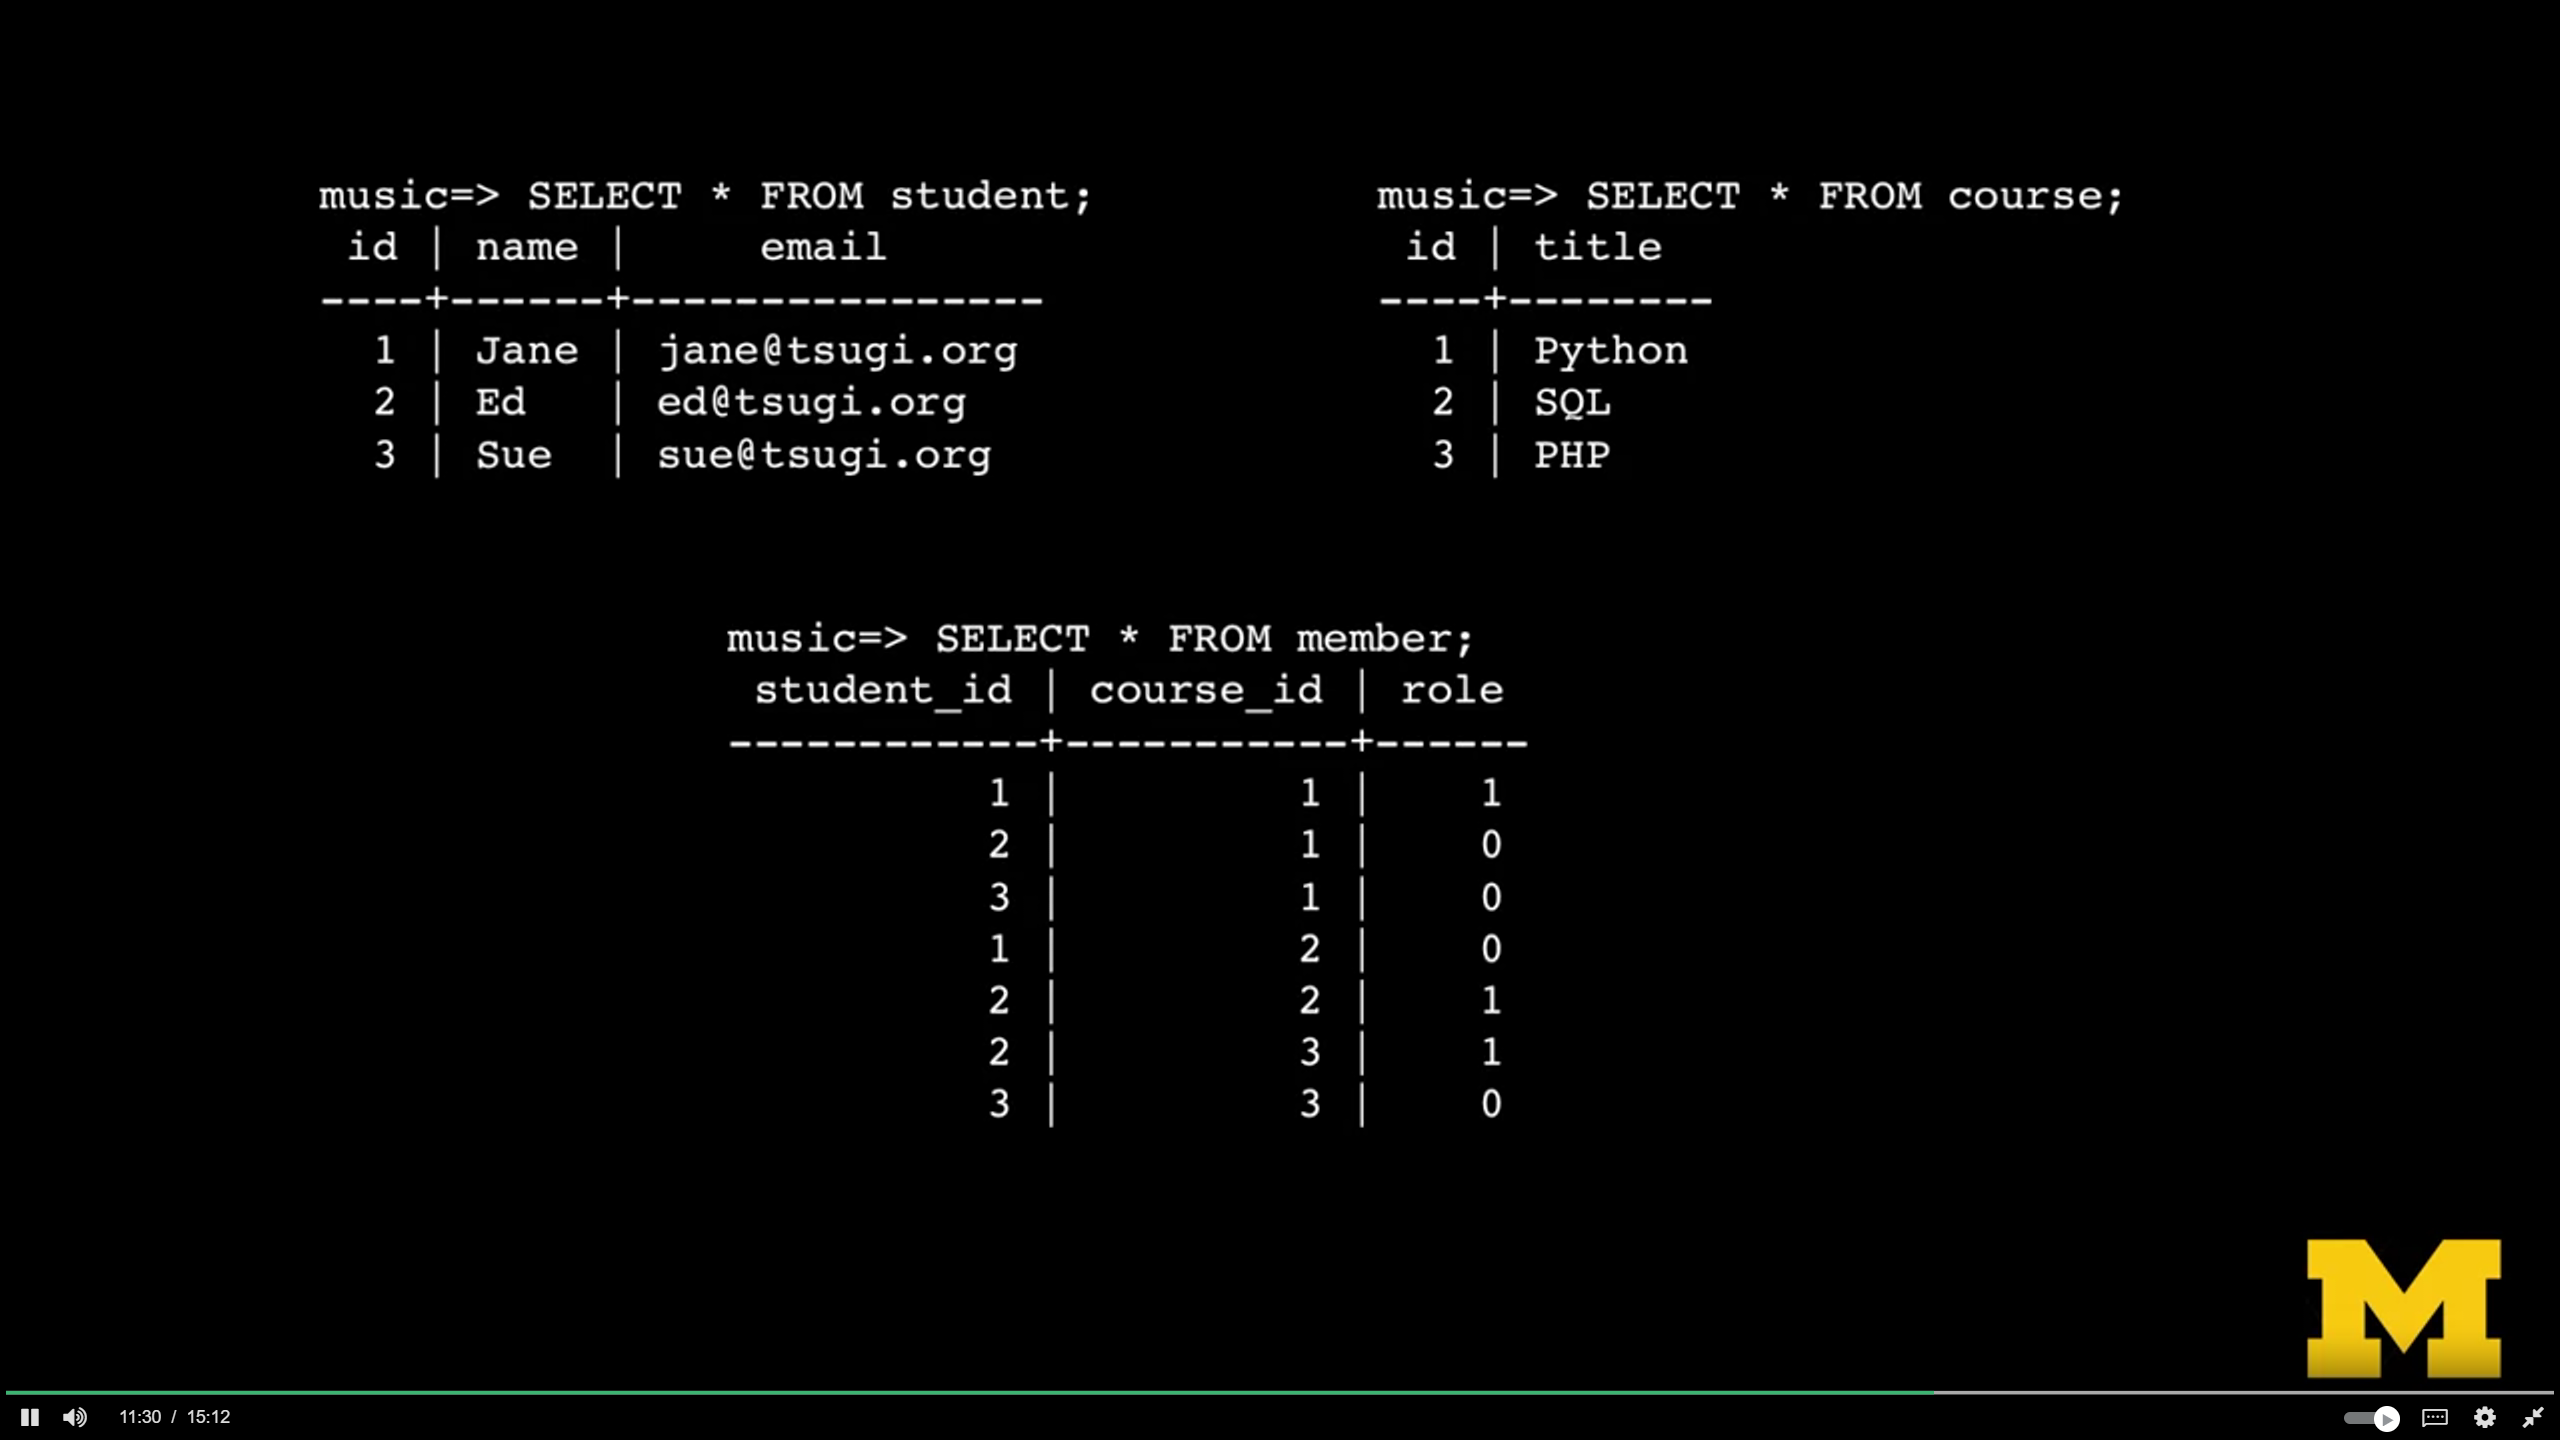 music=> SELECT * FROM student;
 id | name |     email
----+------+----------------
  1 | Jane | jane@tsugi.org
  2 | Ed   | ed@tsugi.org
  3 | Sue  | sue@tsugi.org
music=> SELECT * FROM course;
 id | title
----+--------
  1 | Python
  2 | SQL
  3 | PHP
music=> SELECT * FROM member;
 student_id | course_id | role
------------+-----------+------
          1 |         1 |    1
          2 |         1 |    0
          3 |         1 |    0
          1 |         2 |    0
          2 |         2 |    1
          2 |         3 |    1
          3 |         3 |    0
M
11:30 / 15:12